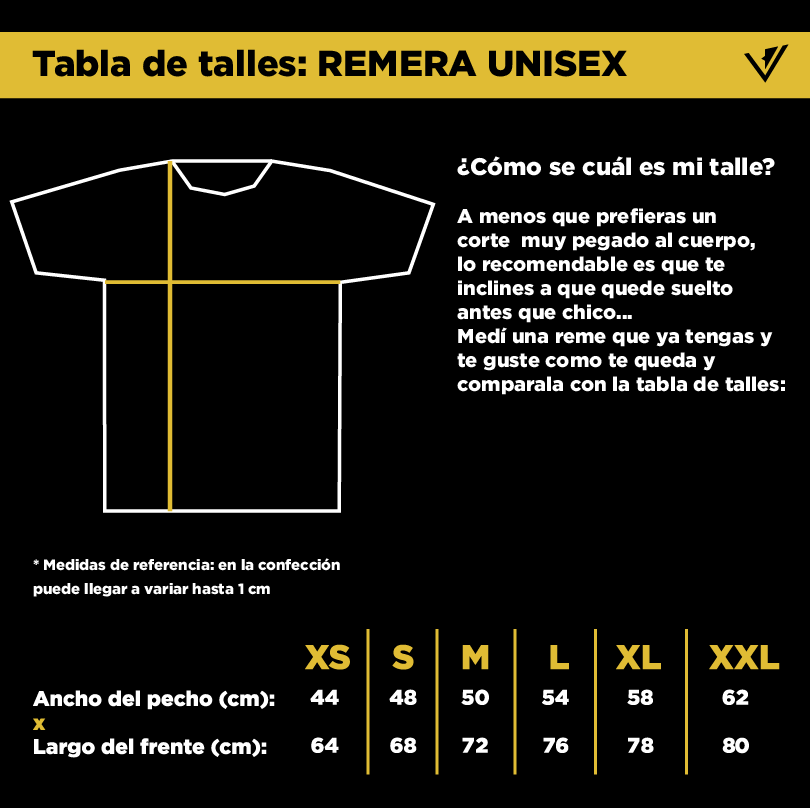 Tabla de talles: REMERA UNISEX
¿Cómo se cuál es mi talle?
A menos que prefieras un
corte muy pegado al cuerpo,
lo recomendable es que te
inclines a que quede suelto
antes que chico...
Medí una reme que ya tengas y
te guste como te queda y
comparala con la tabla de talles:
* Medidas de referencia: en la confección
puede llegar a variar hasta 1 cm
XS S M L XL XXL
Ancho del pecho (cm): 44 48 50 54 58 62
x
Largo del frente (cm): 64 68 72 76 78 80